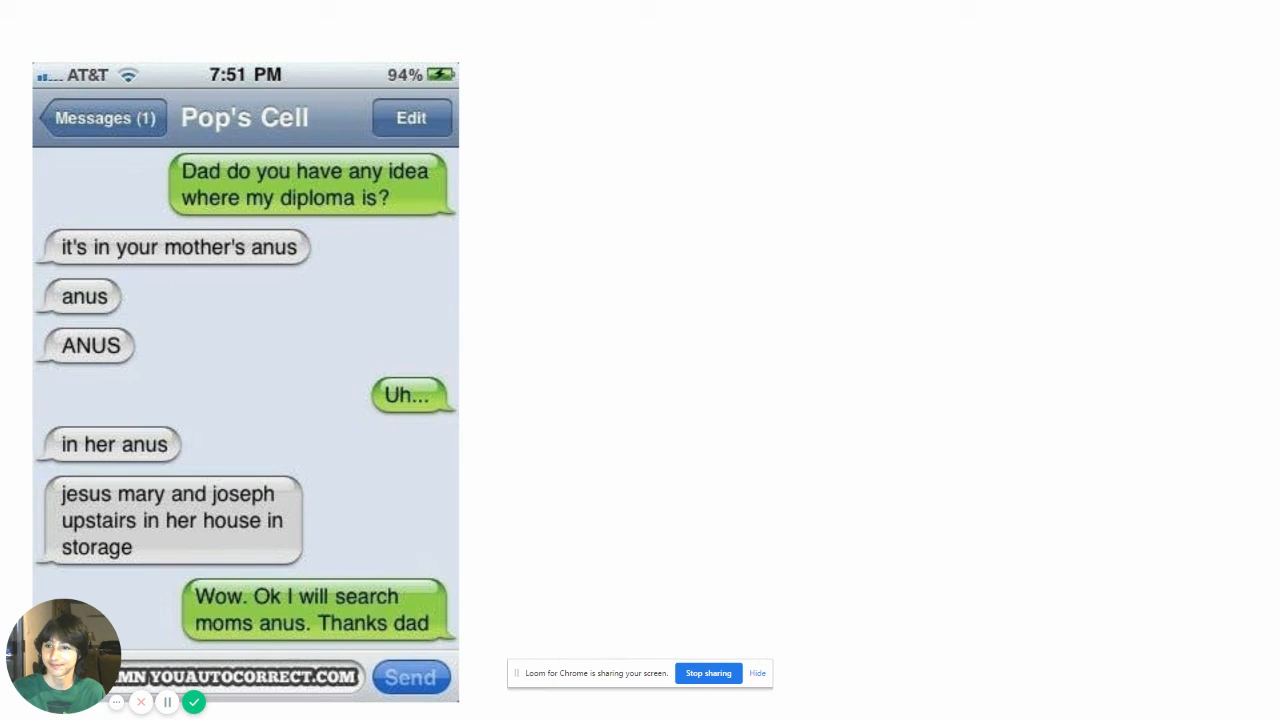 AT&T 7:51 PM 94%
Messages (1) Pop's Cell Edit
Dad do you have any idea
where my diploma is?
it's in your mother's anus
anus
ANUS
Uh...
in her anus
jesus mary and joseph
upstairs in her house in
storage
Wow. Ok I will search
moms anus. Thanks dad
MN YOUAUTOCORRECT.COM Send
Loom for Chrome is sharing your screen. Stop sharing Hide